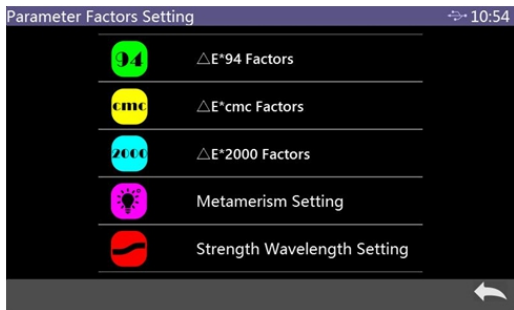 Parameter Factors Setting 10:54
94 △E*94 Factors
cmc △E*cmc Factors
2000 △E*2000 Factors
Metamerism Setting
Strength Wavelength Setting